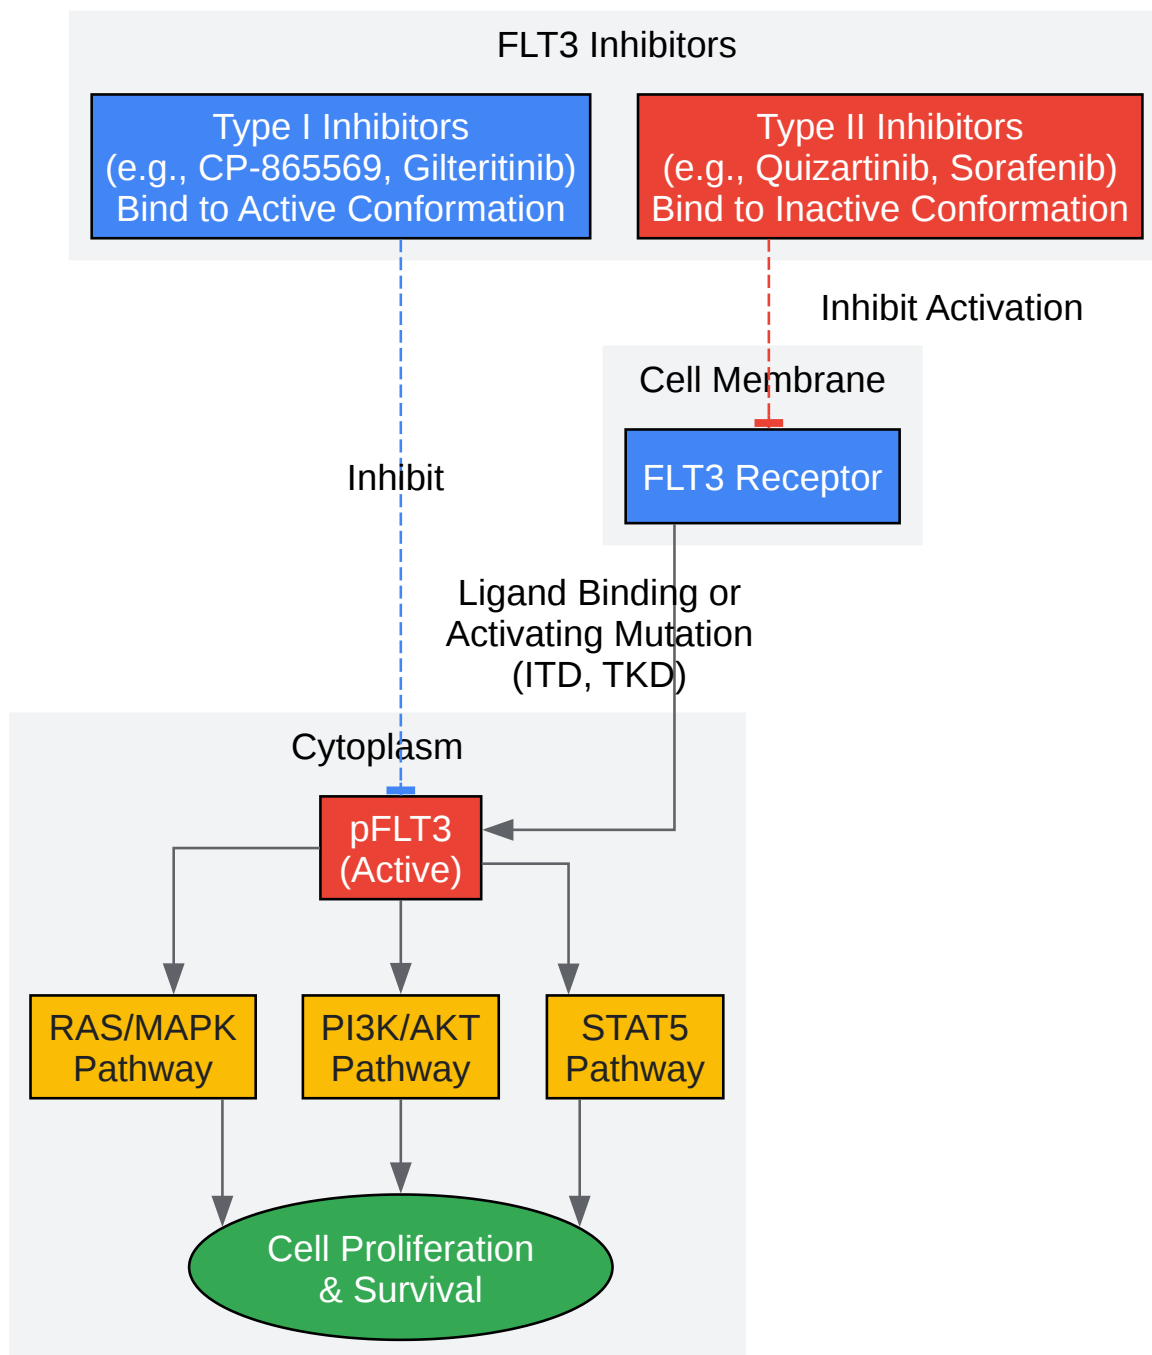 FLT3 Inhibitors
Type I Inhibitors
(e.g., CP-865569, Gilteritinib)
Bind to Active Conformation
Type II Inhibitors
(e.g., Quizartinib, Sorafenib)
Bind to Inactive Conformation
Inhibit Activation
Cell Membrane
Inhibit
FLT3 Receptor
Ligand Binding or
Activating Mutation
(ITD, TKD)
Cytoplasm
pFLT3
(Active)
RAS/MAPK
Pathway
PI3K/AKT
Pathway
STAT5
Pathway
Cell Proliferation
& Survival